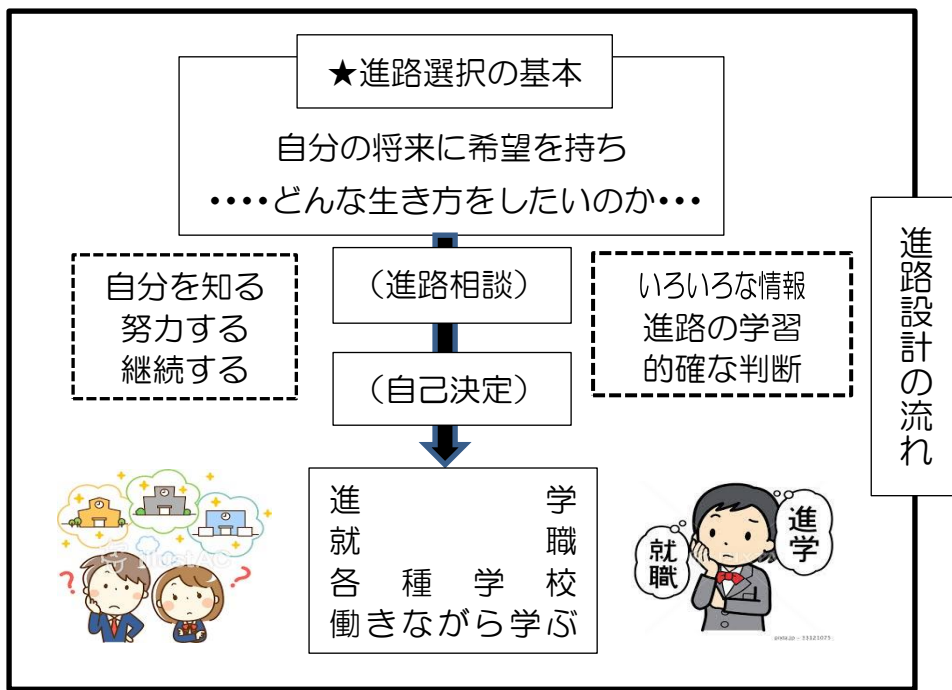 ★進路選択の基本
自分の将来に希望を持ち
・・・・どんな生き方をしたいのか・・・
自分を知る
努力する
継続する
(進路相談)
(自己決定)
いろいろな情報
進路の学習
的確な判断
進路設計の流れ
進学
就職
各種学校
働きながら学ぶ
?
?
就職
進学